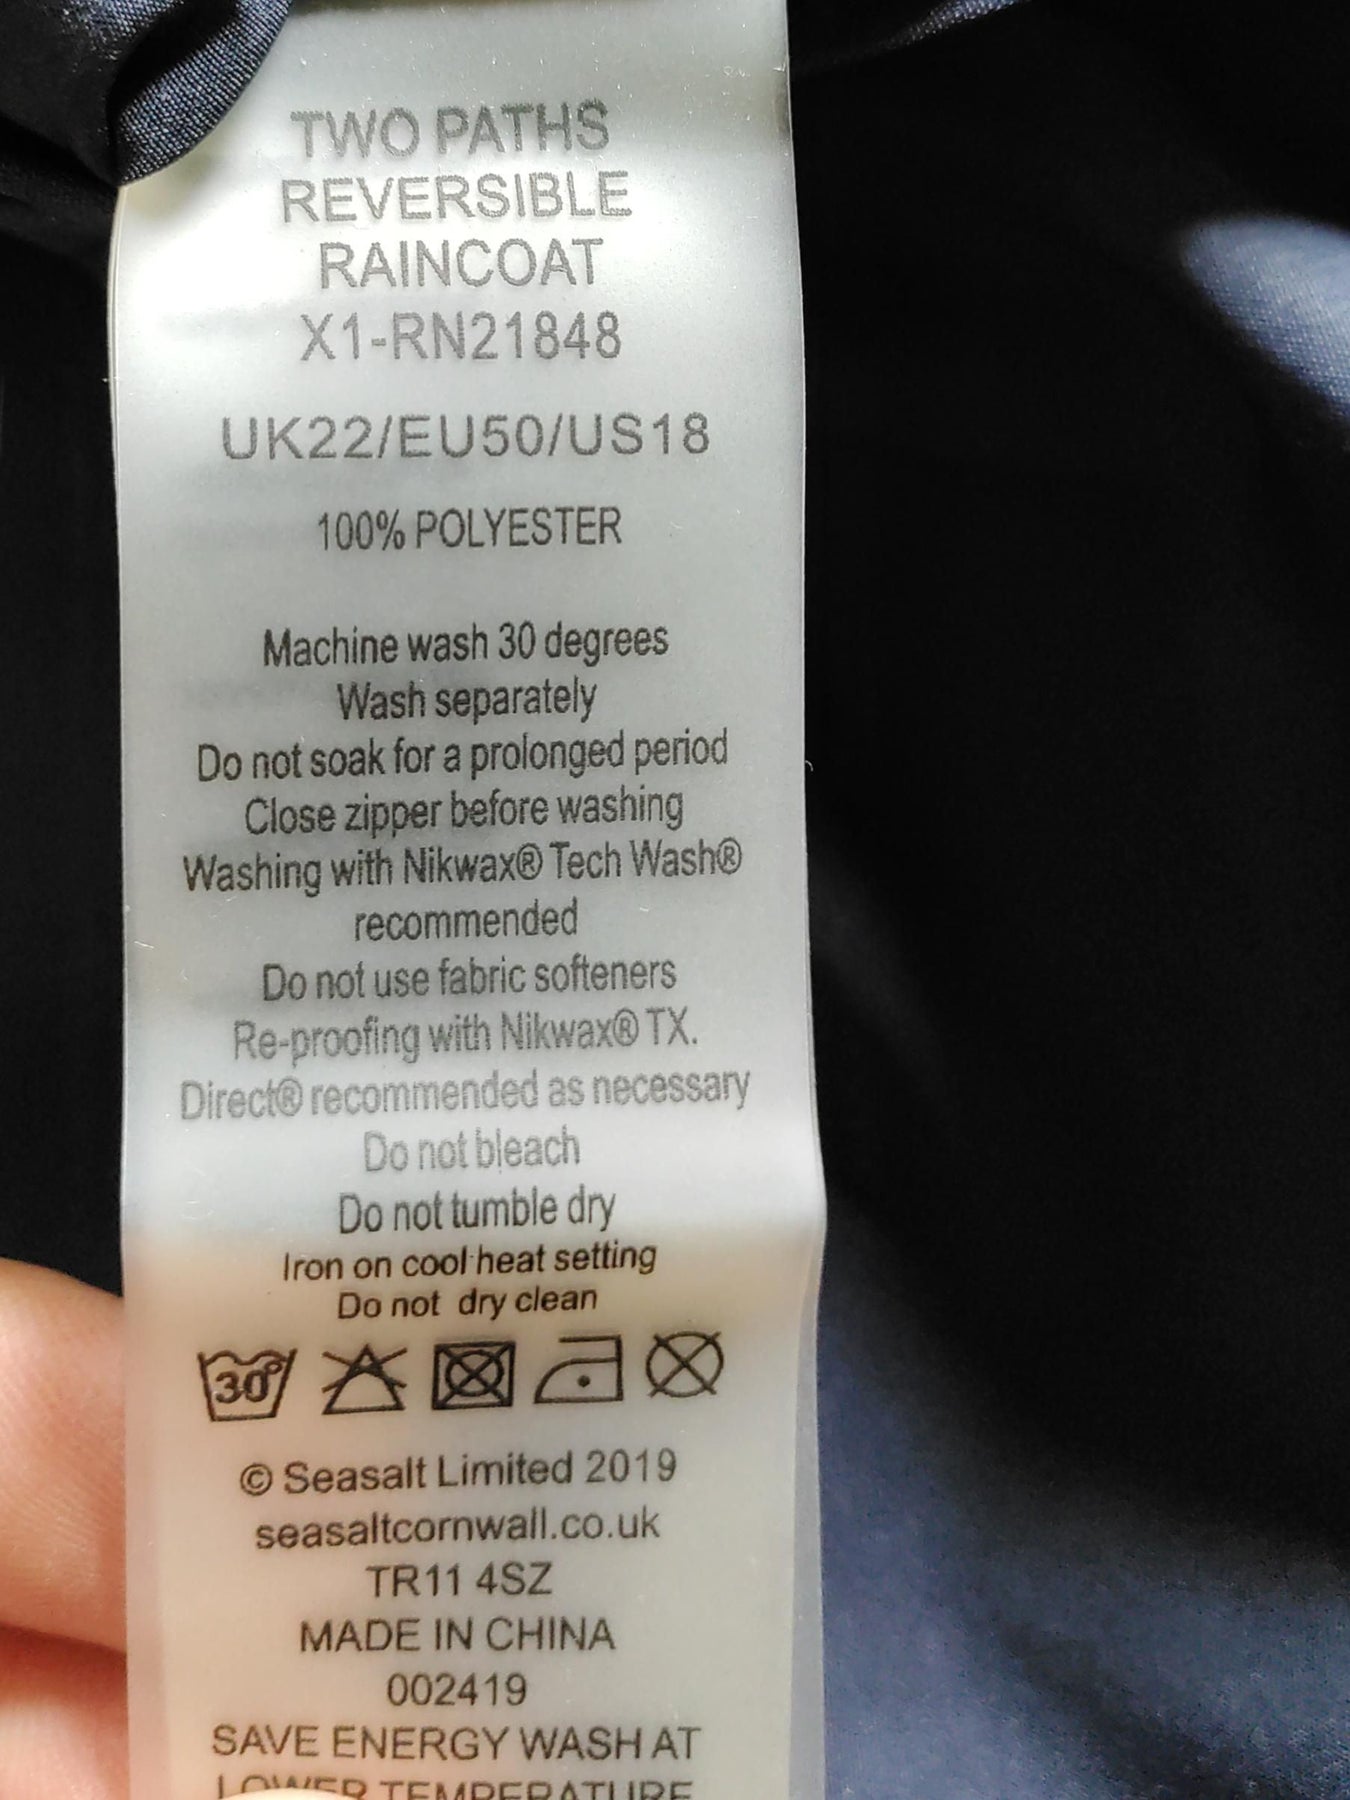 TWO PATHS
REVERSIBLE
RAINCOAT
X1-RN21848
UK22/EU50/US18
100% POLYESTER
Machine wash 30 degrees
Wash separately
Do not soak for a prolonged period
Close zipper before washing
Washing with Nikwax® Tech Wash®
recommended
Do not use fabric softeners
Re-proofing with Nikwax® TX.
Direct® recommended as necessary
Do not bleach
Do not tumble dry
Iron on cool heat setting
Do not dry clean
30°
© Seasalt Limited 2019
seasaltcornwall.co.uk
TR11 4SZ
MADE IN CHINA
002419
SAVE ENERGY WASH AT
LOWER TEMPERATURE